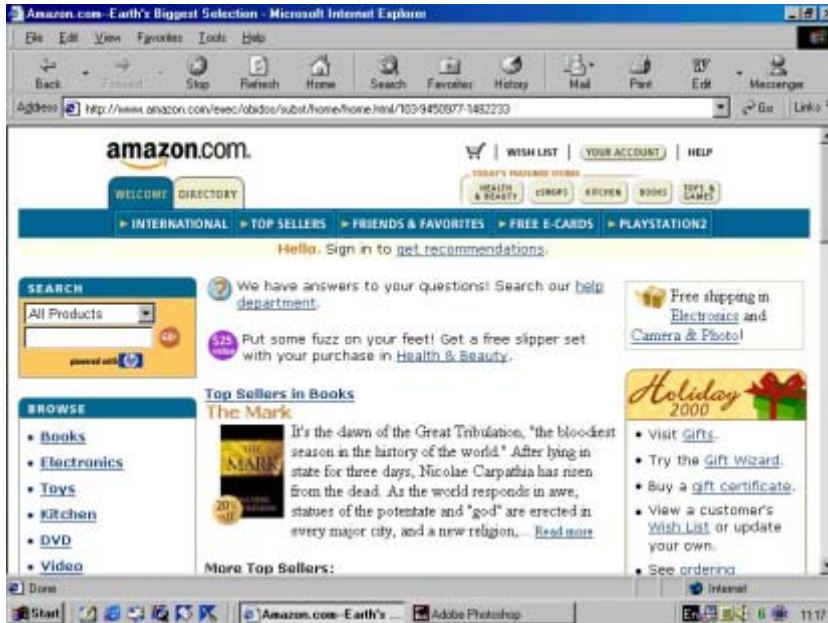 Amazon.com--Earth's Biggest Selection - Microsoft Internet Explorer
File Edit View Favorites Tools Help
Back Forward Stop Refresh Home Search Favorites History Mail Print Edit Messenger
Address http://www.amazon.com/exec/obidos/subst/home/home.html/103-9450977-1482233 Go Links
amazon.com.
WISH LIST | YOUR ACCOUNT | HELP
TODAY'S FEATURED STORES
WELCOME DIRECTORY
HEALTH & BEAUTY eSHOPS KITCHEN BOOKS TOYS & GAMES
INTERNATIONAL TOP SELLERS FRIENDS & FAVORITES FREE E-CARDS PLAYSTATION2
Hello. Sign in to get recommendations.
SEARCH
All Products
GO!
powered with hp
BROWSE
• Books
• Electronics
• Toys
• Kitchen
• DVD
• Video
We have answers to your questions! Search our help
department.
$25 value
Put some fuzz on your feet! Get a free slipper set
with your purchase in Health & Beauty.
Top Sellers in Books
The Mark
THE MARK
20% OFF
It's the dawn of the Great Tribulation, "the bloodiest
season in the history of the world." After lying in
state for three days, Nicolae Carpathia has risen
from the dead. As the world responds in awe,
statues of the potentate and "god" are erected in
every major city, and a new religion,... Read more
More Top Sellers:
Free shipping in
Electronics and
Camera & Photo!
Holiday
2000
• Visit Gifts.
• Try the Gift Wizard.
• Buy a gift certificate.
• View a customer's
Wish List or update
your own.
• See ordering
Done Internet
Start Amazon.com--Earth's ... Adobe Photoshop En 11:17